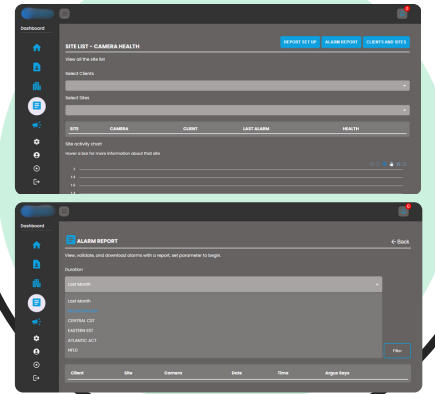 Dashboard
SITE LIST - CAMERA HEALTH
REPORT SET UP
ALARM REPORT
CLIENTS AND SITES
View all the site list
Select Clients
Select Sites
SITE CAMERA CLIENT LAST ALARM HEALTH
Site activity chart
Hover a box for more information about that site
Dashboard
ALARM REPORT
← Back
View, validate, and download alarms with a report, set parameter to begin.
Duration
Last Month
Last Month
CENTRAL CST
EASTERN EST
ATLANTIC ACT
NFLD
Filter
Client Site Camera Date Time Argus Says